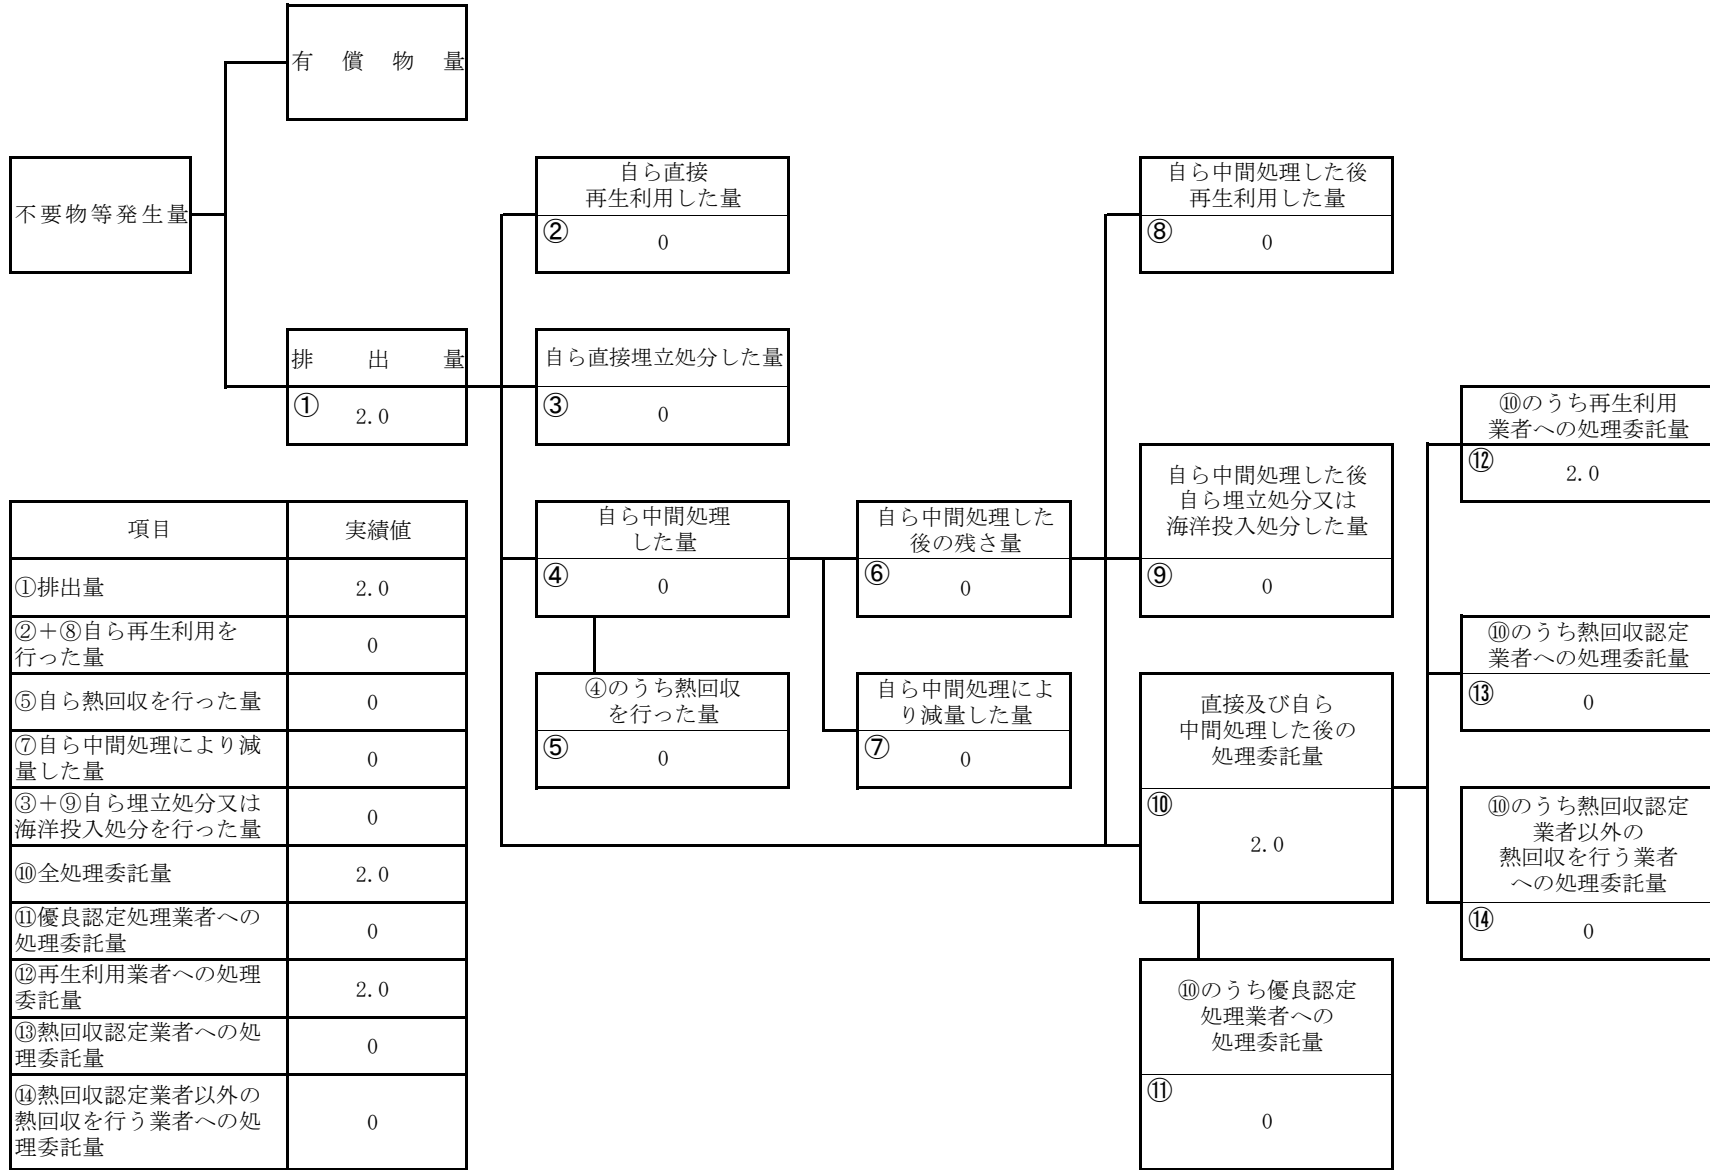 有償物量
不要物等発生量
自ら直接
再生利用した量
②
0
自ら中間処理した後
再生利用した量
⑧
0
排出量
①
2.0
自ら直接埋立処分した量
③
0
⑩のうち再生利用
業者への処理委託量
⑫
2.0
自ら中間処理した後
自ら埋立処分又は
海洋投入処分した量
⑨
0
自ら中間処理
した量
④
0
自ら中間処理した
後の残さ量
⑥
0
⑩のうち熱回収認定
業者への処理委託量
⑬
0
④のうち熱回収
を行った量
⑤
0
自ら中間処理によ
り減量した量
⑦
0
直接及び自ら
中間処理した後の
処理委託量
⑩
2.0
⑩のうち熱回収認定
業者以外の
熱回収を行う業者
への処理委託量
⑭
0
⑩のうち優良認定
処理業者への
処理委託量
⑪
0
項目 実績値
①排出量 2.0
②＋⑧自ら再生利用を
行った量 0
⑤自ら熱回収を行った量 0
⑦自ら中間処理により減
量した量 0
③＋⑨自ら埋立処分又は
海洋投入処分を行った量 0
⑩全処理委託量 2.0
⑪優良認定処理業者への
処理委託量 0
⑫再生利用業者への処理
委託量 2.0
⑬熱回収認定業者への処
理委託量 0
⑭熱回収認定業者以外の
熱回収を行う業者への処
理委託量 0